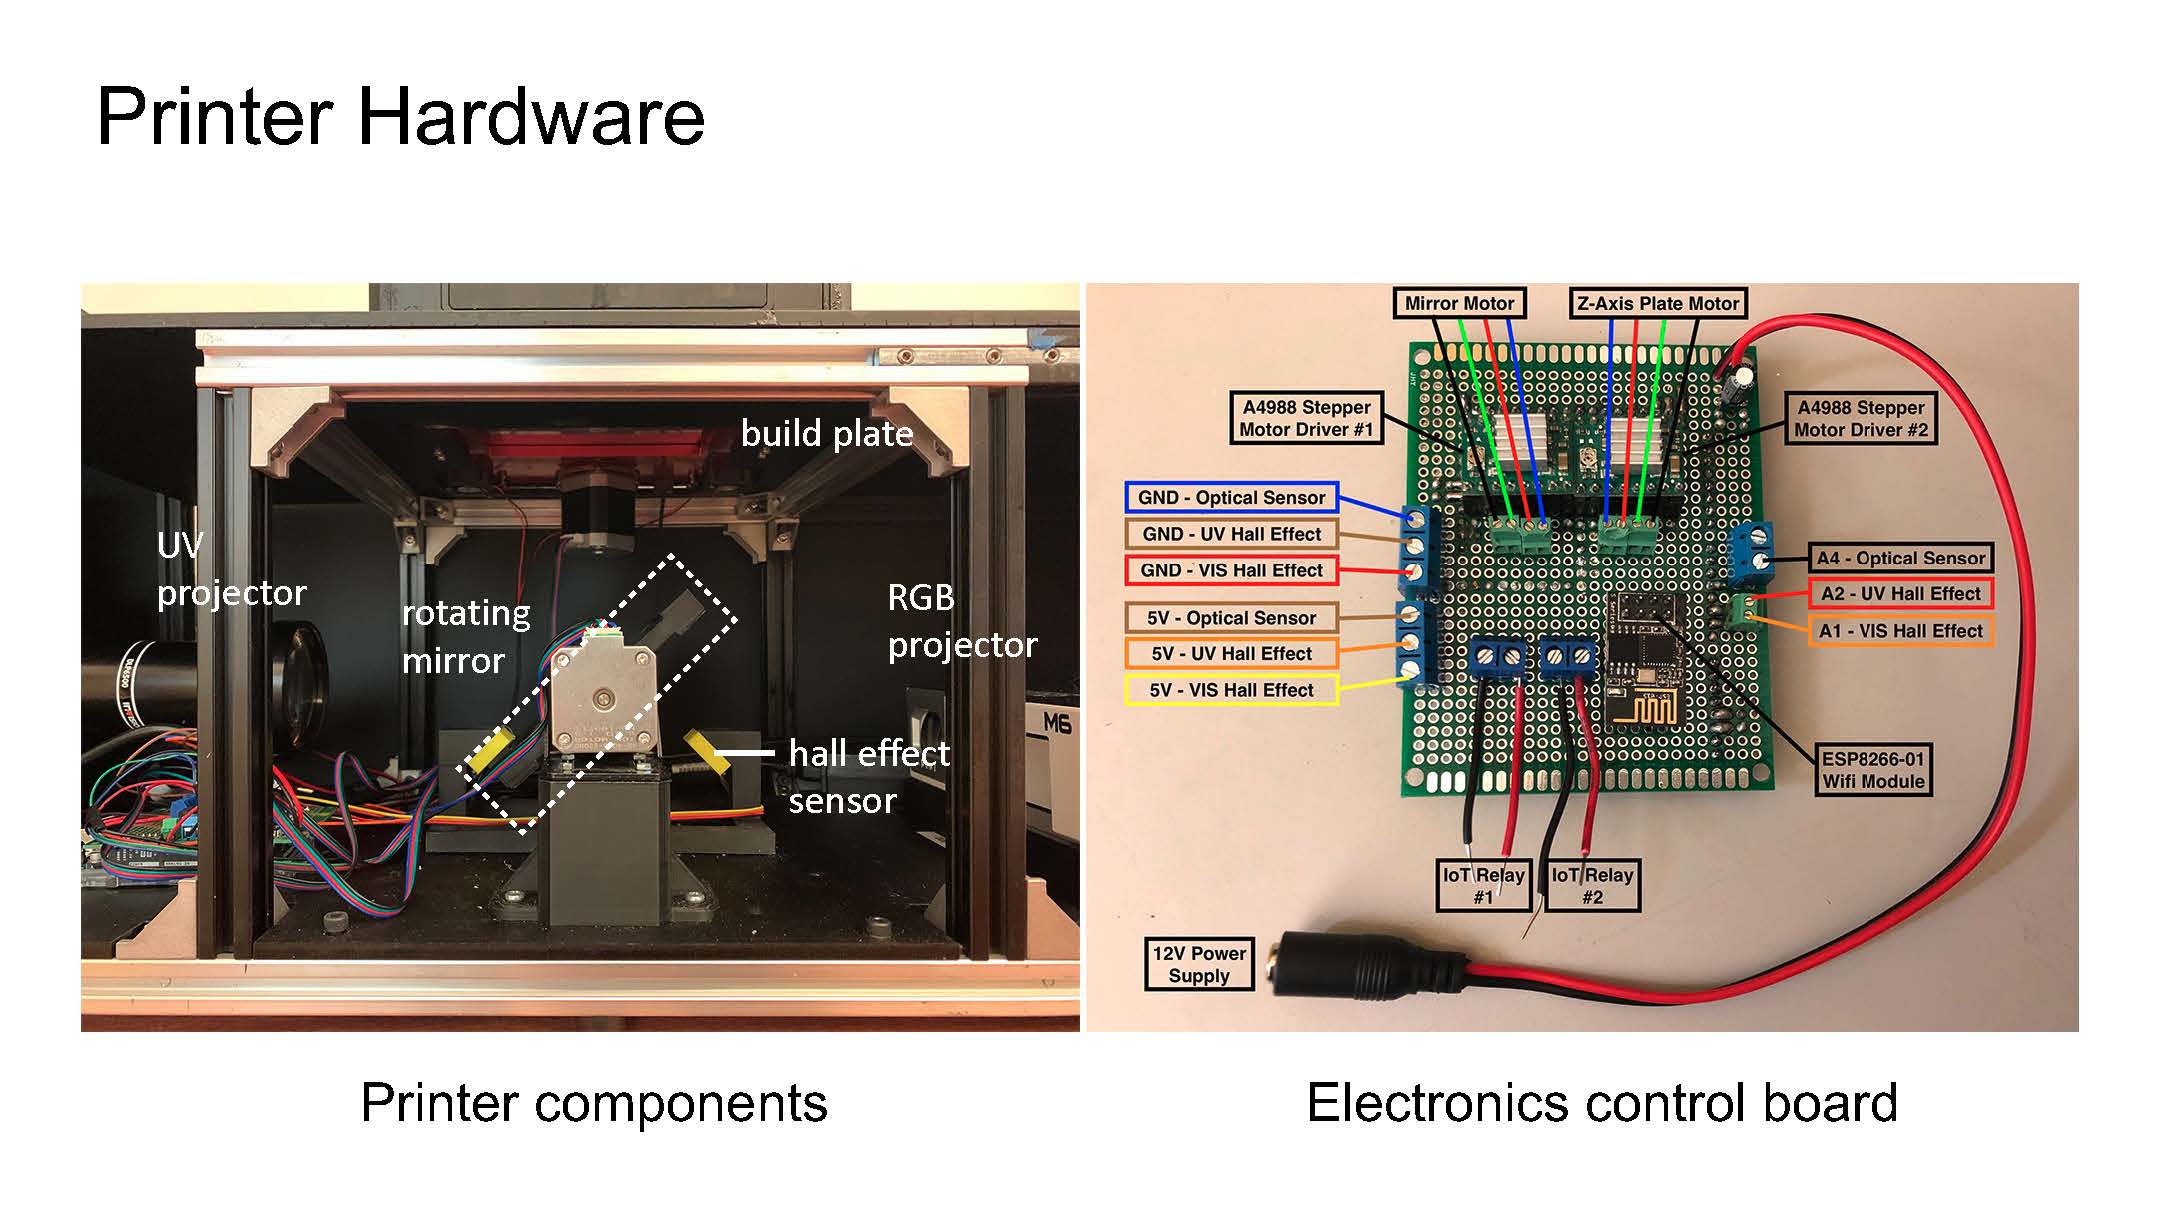 Printer Hardware
build plate
UV
projector
rotating
mirror
RGB
projector
hall effect
sensor
M6
DLP6500
Mirror Motor
Z-Axis Plate Motor
A4988 Stepper
Motor Driver #1
A4988 Stepper
Motor Driver #2
GND - Optical Sensor
GND - UV Hall Effect
GND - VIS Hall Effect
5V - Optical Sensor
5V - UV Hall Effect
5V - VIS Hall Effect
A4 - Optical Sensor
A2 - UV Hall Effect
A1 - VIS Hall Effect
ESP8266-01
Wifi Module
IoT Relay
#1
IoT Relay
#2
12V Power
Supply
Printer components
Electronics control board